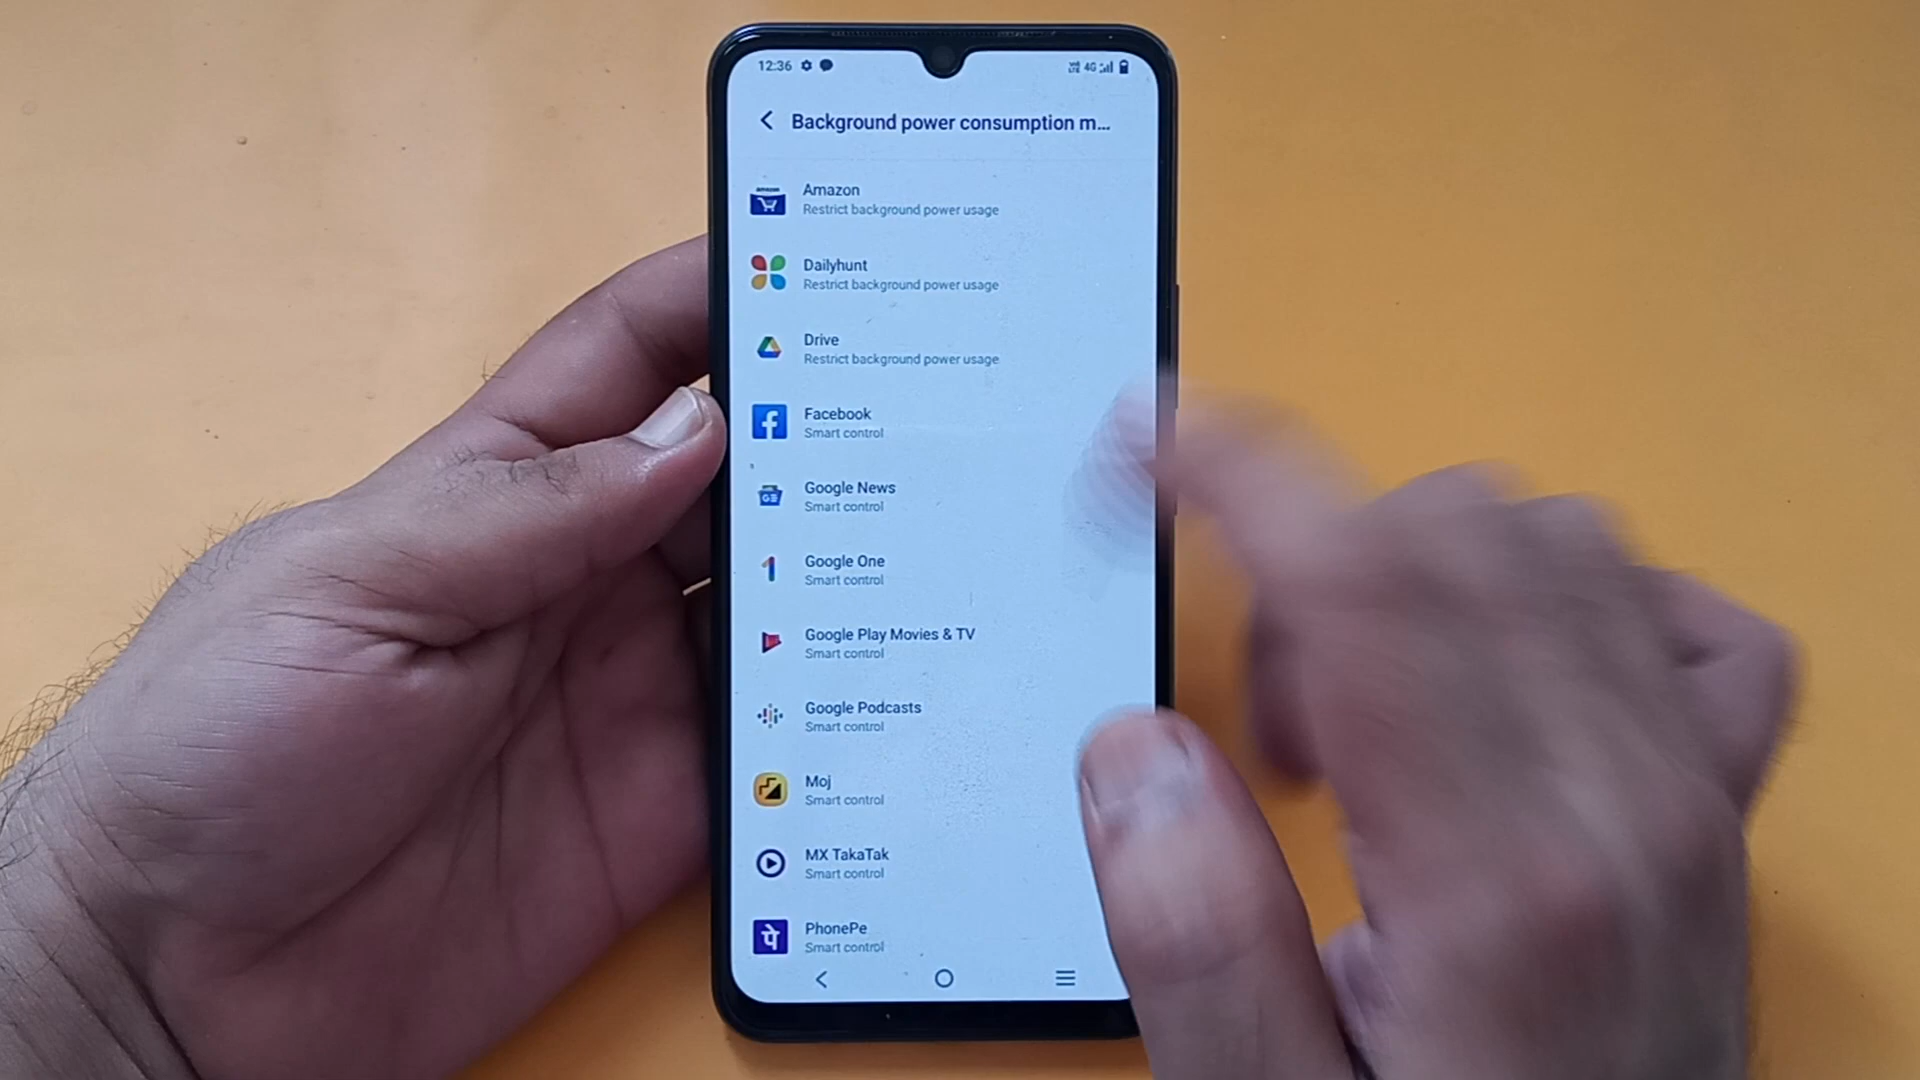 12:36
4G
Background power consumption m...
amazon
Amazon
Restrict background power usage
Dailyhunt
Restrict background power usage
Drive
Restrict background power usage
Facebook
Smart control
GE
Google News
Smart control
Google One
Smart control
Google Play Movies & TV
Smart control
Google Podcasts
Smart control
Moj
Smart control
MX TakaTak
Smart control
पे
PhonePe
Smart control